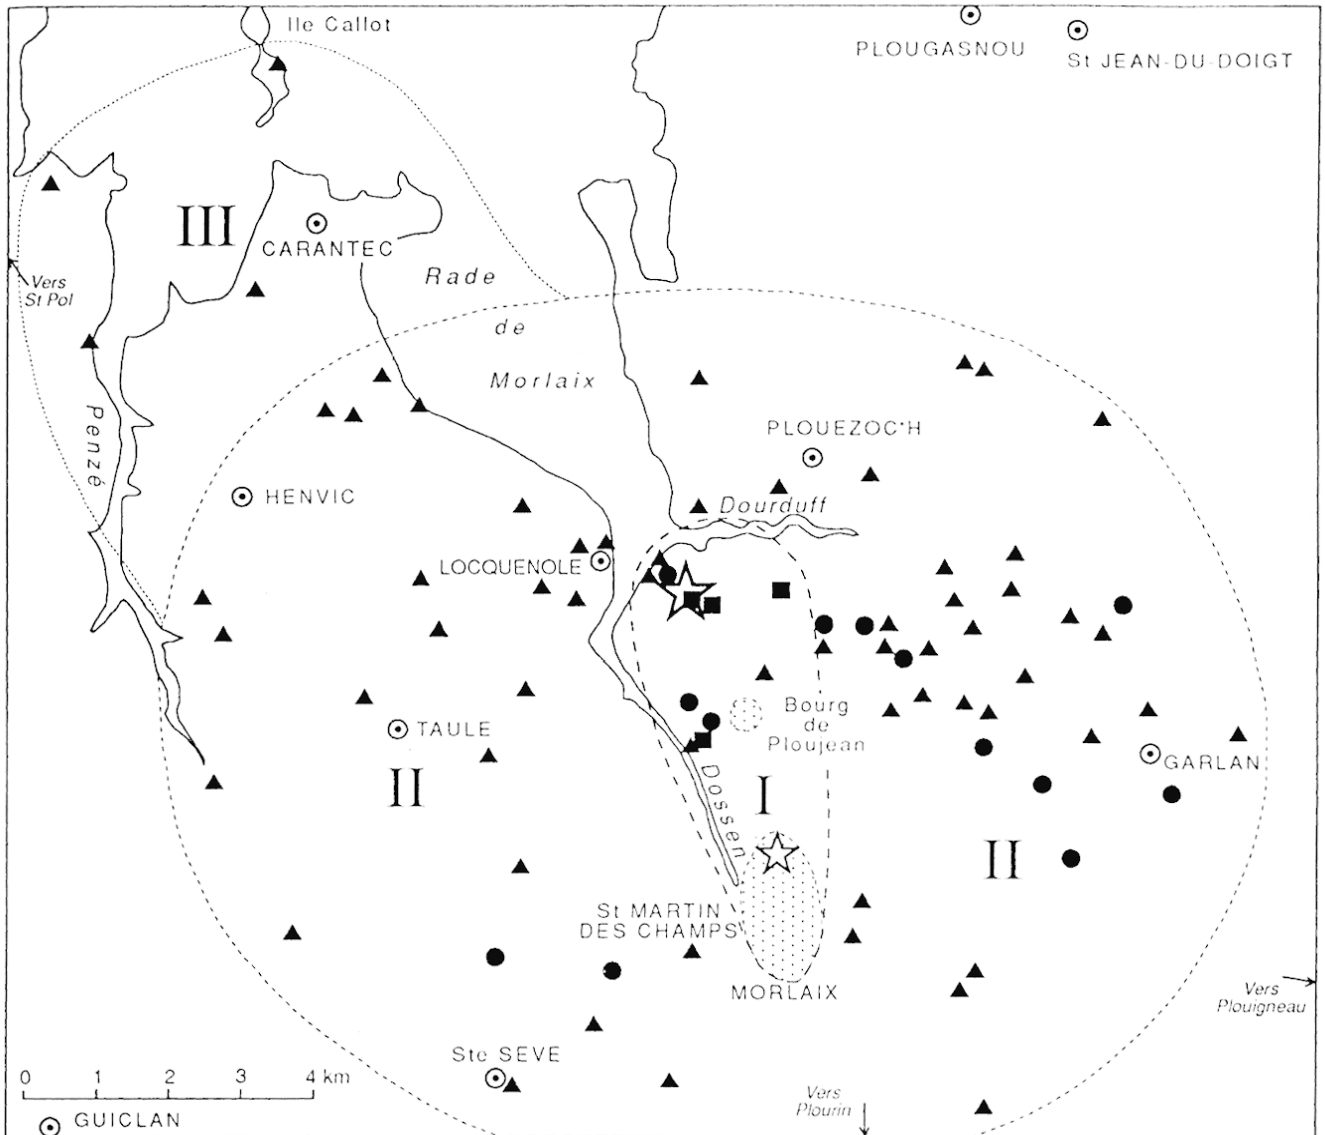 Ile Callot
PLOUGASNOU
St JEAN-DU-DOIGT
III
CARANTEC
Rade
de
Morlaix
Vers
St Pol
Penzé
PLOUEZOC'H
HENVIC
Dourduff
LOCQUENOLE
Bourg
de
Ploujean
TAULE
GARLAN
II
I
Dossen
II
St MARTIN
DES CHAMPS
MORLAIX
Vers
Plouigneau
Ste SEVE
0 1 2 3 4 km
Vers
Plourin
GUICLAN